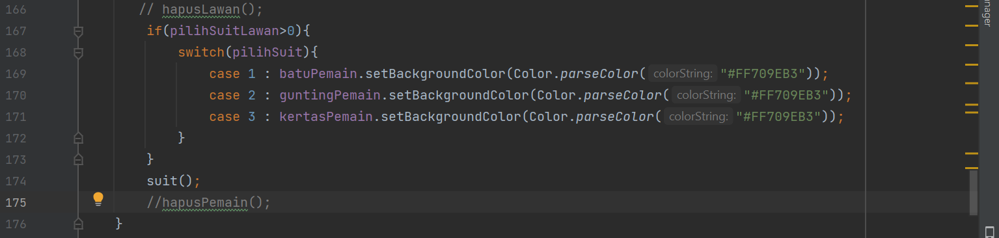 166 // hapusLawan();
167 if(pilihSuitLawan>0){
168 switch(pilihSuit){
169 case 1 : batuPemain.setBackgroundColor(Color.parseColor( colorString: "#FF709EB3"));
170 case 2 : guntingPemain.setBackgroundColor(Color.parseColor( colorString: "#FF709EB3"));
171 case 3 : kertasPemain.setBackgroundColor(Color.parseColor( colorString: "#FF709EB3"));
172 }
173 }
174 suit();
175 //hapusPemain();
176 }
nager